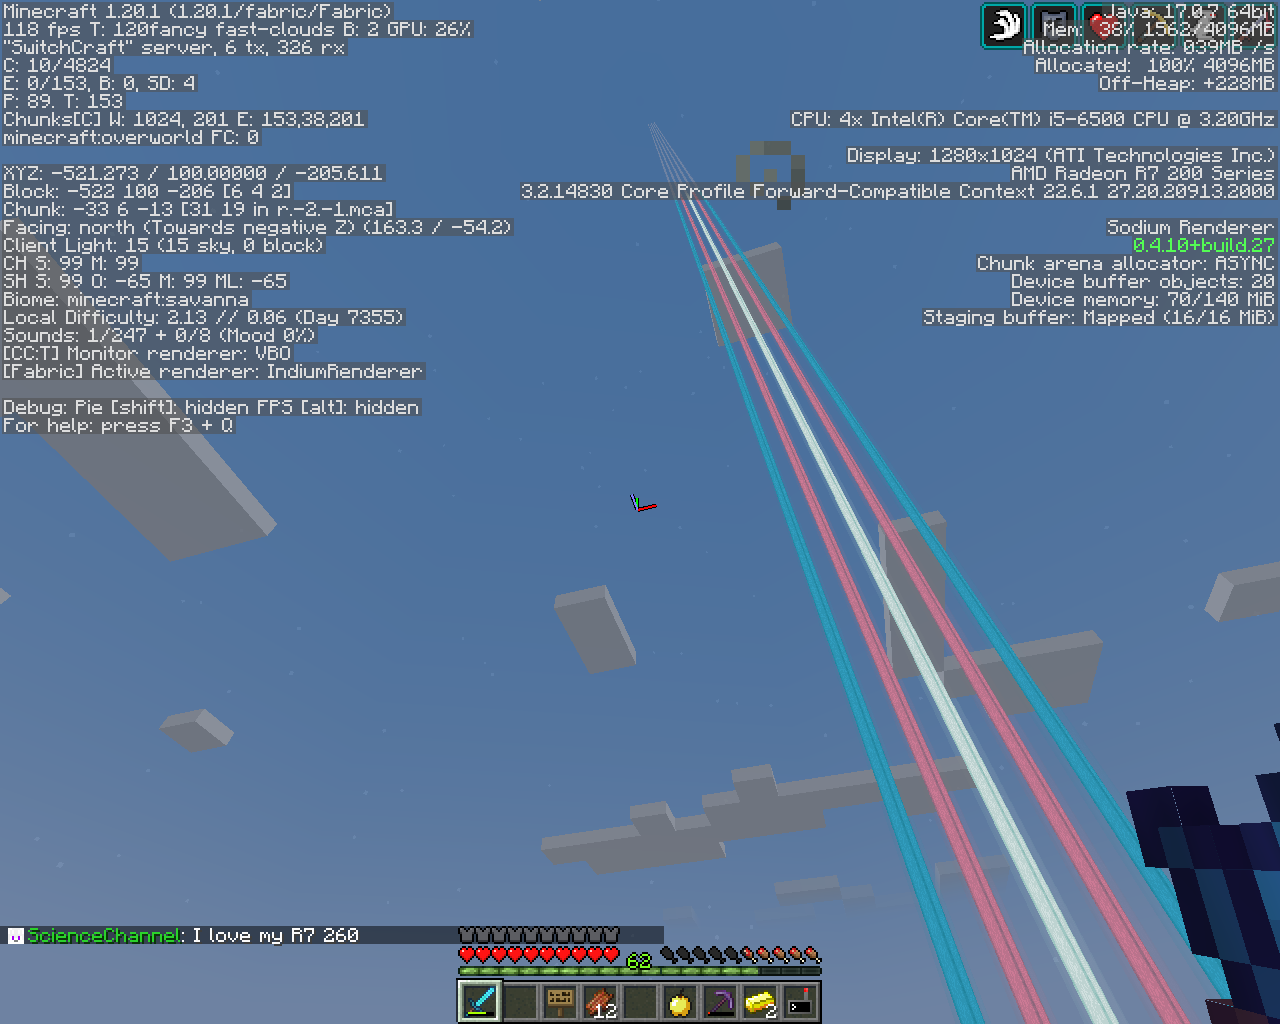 Minecraft 1.20.1 (1.20.1/fabric/Fabric)
118 fps T: 120fancy fast-clouds B: 2 GPU: 26%
"SwitchCraft" server, 6 tx, 326 rx
C: 10/4824
E: 0/153, B: 0, SD: 4
P: 89. T: 153
Chunks[C] W: 1024, 201 E: 153,38,201
minecraft:overworld FC: 0
XYZ: -521.273 / 100.00000 / -205.611
Block: -522 100 -206 [6 4 2]
Chunk: -33 6 -13 [31 19 in r.-2.-1.mca]
Facing: north (Towards negative Z) (163.3 / -54.2)
Client Light: 15 (15 sky, 0 block)
CH S: 99 M: 99
SH S: 99 O: -65 M: 99 ML: -65
Biome: minecraft:savanna
Local Difficulty: 2.13 // 0.06 (Day 7355)
Sounds: 1/247 + 0/8 (Mood 0%)
[CC:T] Monitor renderer: VBO
[Fabric] Active renderer: IndiumRenderer
Debug: Pie [shift]: hidden FPS [alt]: hidden
For help: press F3 + Q
Java: 17.0.7 64bit
Mem: 38% 1562/4096MB
Allocation rate: 039MB /s
Allocated: 100% 4096MB
Off-Heap: +228MB
CPU: 4x Intel(R) Core(TM) i5-6500 CPU @ 3.20GHz
Display: 1280x1024 (ATI Technologies Inc.)
AMD Radeon R7 200 Series
3.2.14830 Core Profile Forward-Compatible Context 22.6.1 27.20.20913.2000
Sodium Renderer
0.4.10+build.27
Chunk arena allocator: ASYNC
Device buffer objects: 20
Device memory: 70/140 MiB
Staging buffer: Mapped (16/16 MiB)
ScienceChannel: I love my R7 260
62
12
2